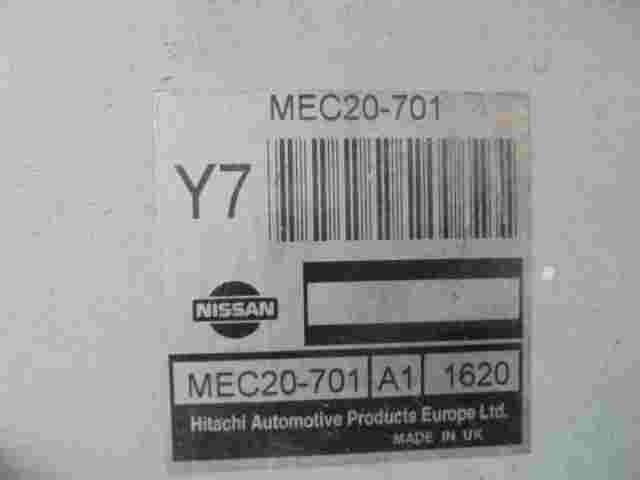 MEC20-701
Y7
NISSAN
MEC20-701 A1 1620
Hitachi Automotive Products Europe Ltd.
MADE IN UK